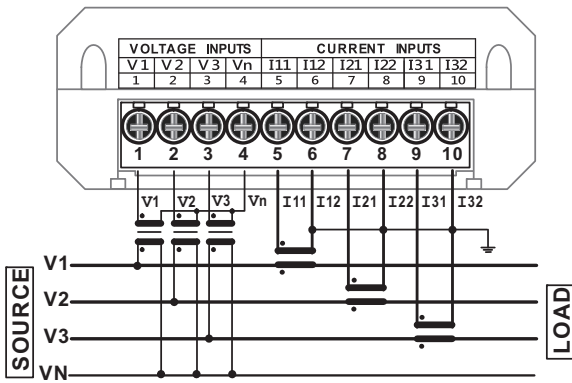 VOLTAGE INPUTS CURRENT INPUTS
V1 V2 V3 Vn I11 I12 I21 I22 I31 I32
1 2 3 4 5 6 7 8 9 10
1 2 3 4 5 6 7 8 9 10
V1 V2 V3 Vn I11 I12 I21 I22 I31 I32
SOURCE
V1
V2
V3
VN
LOAD